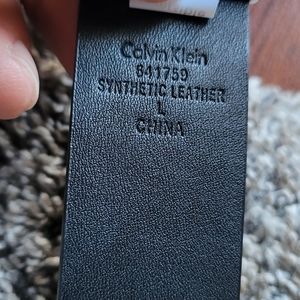 Calvin Klein
641759
SYNTHETIC LEATHER
L
CHINA